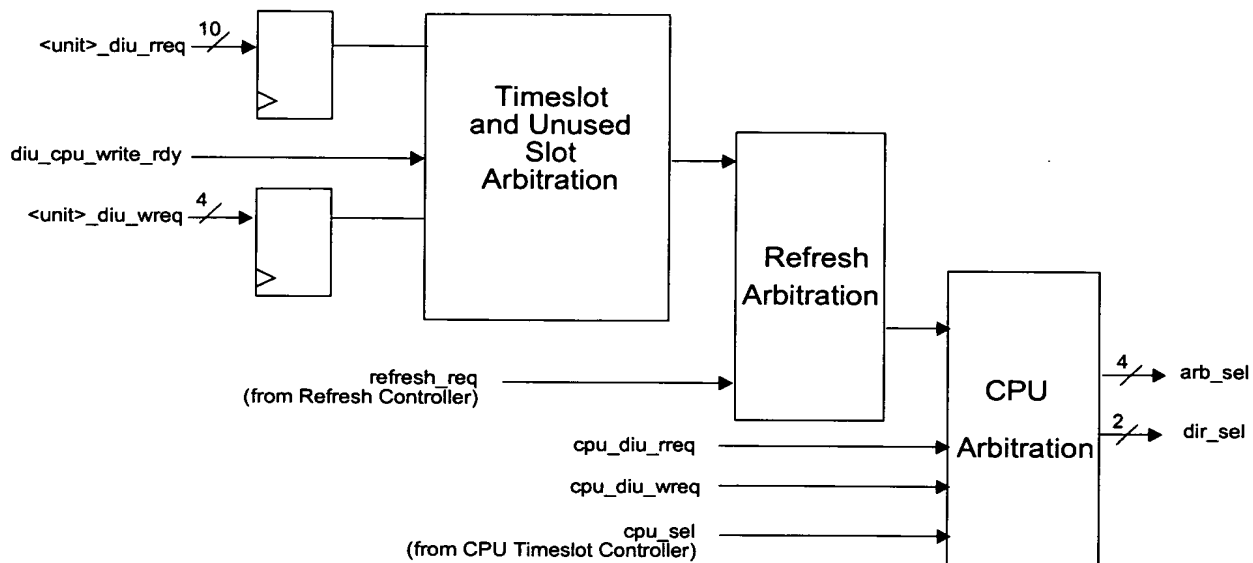 10
<unit>_diu_rreq
Timeslot
and Unused
Slot
Arbitration
diu_cpu_write_rdy
4
<unit>_diu_wreq
Refresh
Arbitration
refresh_req
(from Refresh Controller)
4
arb_sel
CPU
Arbitration
2
dir_sel
cpu_diu_rreq
cpu_diu_wreq
cpu_sel
(from CPU Timeslot Controller)